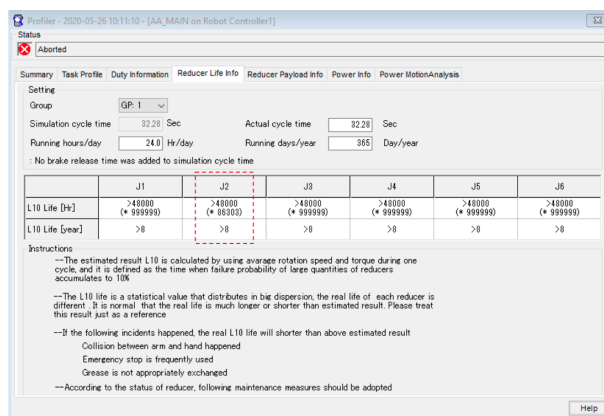 Profiler - 2020-05-26 10:11:10 - [AA_MAIN on Robot Controller1]
Status
Aborted
Summary Task Profile Duty Information Reducer Life Info Reducer Payload Info Power Info Power MotionAnalysis
Setting
Group GP: 1
Simulation cycle time 32.28 Sec Actual cycle time 32.28 Sec
Running hours/day 24.0 Hr/day Running days/year 365 Day/year
: No brake release time was added to simulation cycle time
J1 J2 J3 J4 J5 J6
L10 Life [Hr] >48000 >48000 >48000 >48000 >48000 >48000
(* 999999) (* 86303) (* 999999) (* 999999) (* 999999) (* 999999)
L10 Life [year] >8 >8 >8 >8 >8 >8
Instructions
--The estimated result L10 is calculated by using avarage rotation speed and torque during one
cycle, and it is defined as the time when failure probability of large quantities of reducers
accumulates to 10%
--The L10 life is a statistical value that distributes in big dispersion, the real life of each reducer is
different . It is normal that the real life is much longer or shorter than estimated result. Please treat
this result just as a reference
--If the following incidents happened, the real L10 life will shorter than above estimated result
Collision between arm and hand happened
Emergency stop is frequently used
Grease is not appropriately exchanged
--According to the status of reducer, following maintenance measures should be adopted
Help